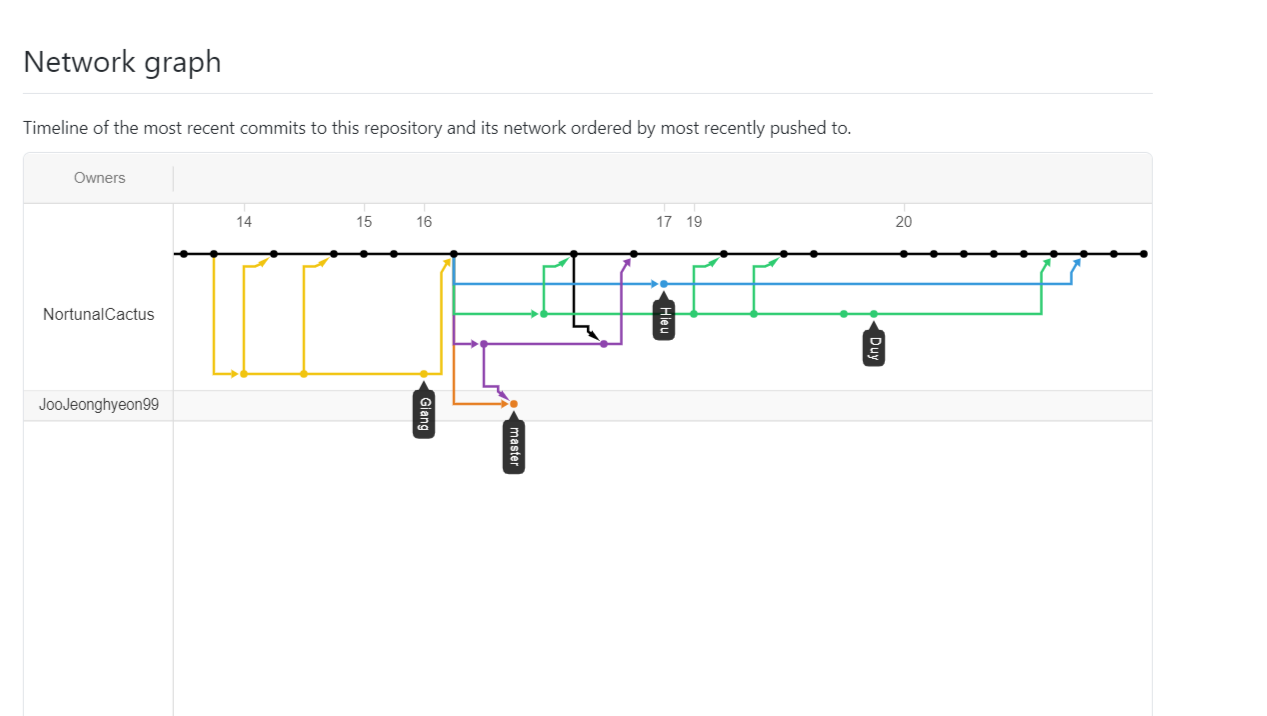 Network graph
Timeline of the most recent commits to this repository and its network ordered by most recently pushed to.
Owners
14 15 16 17 19 20
NortunalCactus
Hieu
Duy
JooJeonghyeon99
Giang
master